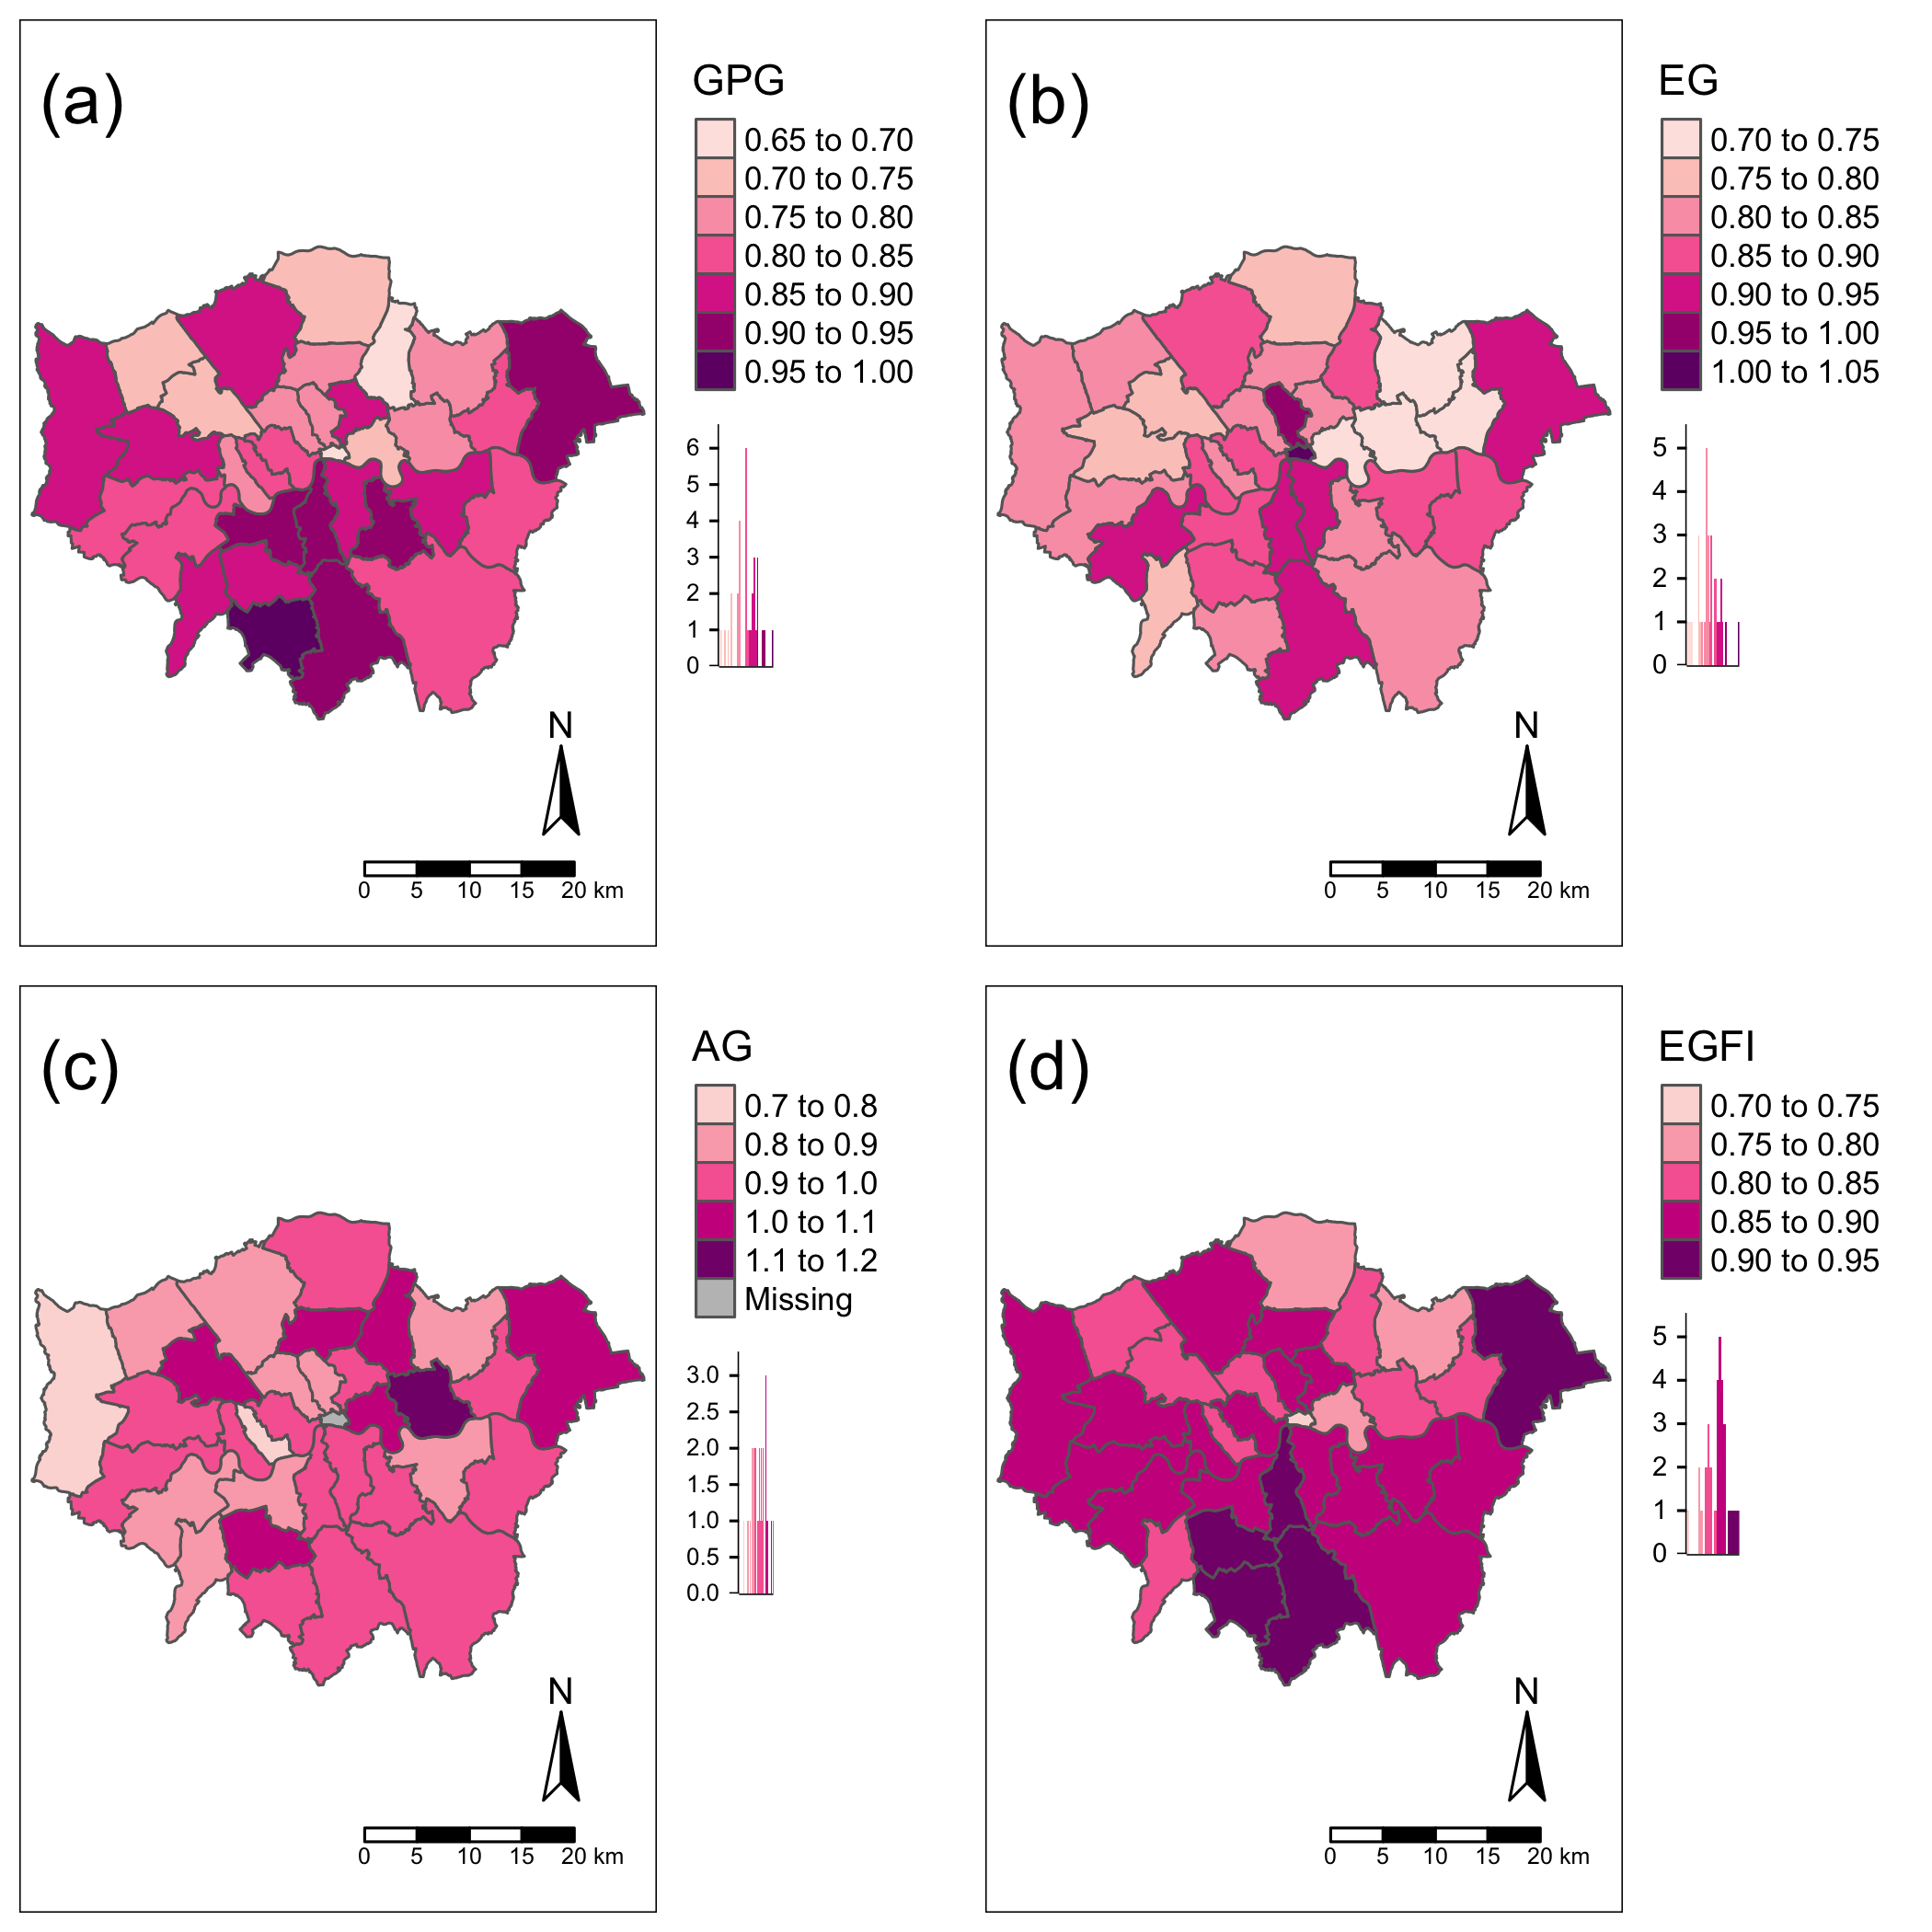 (a)
GPG
0.65 to 0.70
0.70 to 0.75
0.75 to 0.80
0.80 to 0.85
0.85 to 0.90
0.90 to 0.95
0.95 to 1.00
6
5
4
3
2
1
0
N
0 5 10 15 20 km
(b)
EG
0.70 to 0.75
0.75 to 0.80
0.80 to 0.85
0.85 to 0.90
0.90 to 0.95
0.95 to 1.00
1.00 to 1.05
5
4
3
2
1
0
N
0 5 10 15 20 km
(c)
AG
0.7 to 0.8
0.8 to 0.9
0.9 to 1.0
1.0 to 1.1
1.1 to 1.2
Missing
3.0
2.5
2.0
1.5
1.0
0.5
0.0
N
0 5 10 15 20 km
(d)
EGFI
0.70 to 0.75
0.75 to 0.80
0.80 to 0.85
0.85 to 0.90
0.90 to 0.95
5
4
3
2
1
0
N
0 5 10 15 20 km